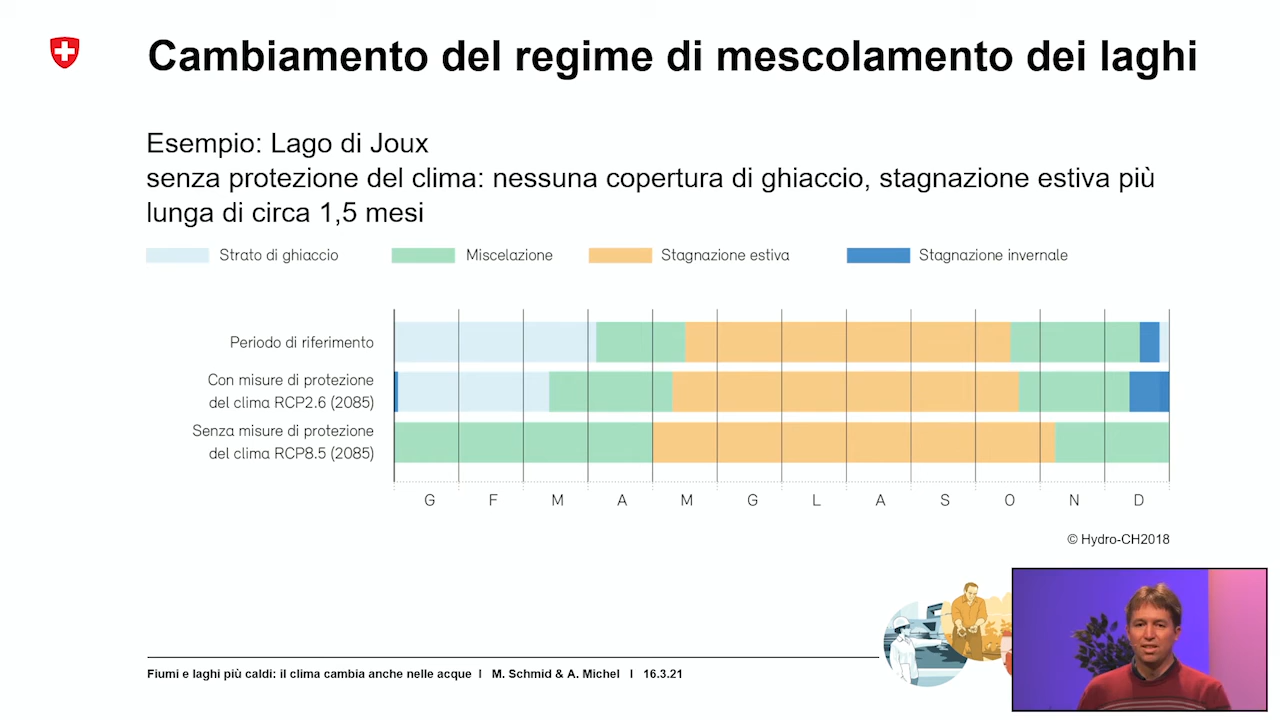 Cambiamento del regime di mescolamento dei laghi
Esempio: Lago di Joux
senza protezione del clima: nessuna copertura di ghiaccio, stagnazione estiva più
lunga di circa 1,5 mesi
Strato di ghiaccio Miscelazione Stagnazione estiva Stagnazione invernale
Periodo di riferimento
Con misure di protezione
del clima RCP2.6 (2085)
Senza misure di protezione
del clima RCP8.5 (2085)
G F M A M G L A S O N D
© Hydro-CH2018
Fiumi e laghi più caldi: il clima cambia anche nelle acque I M. Schmid & A. Michel I 16.3.21